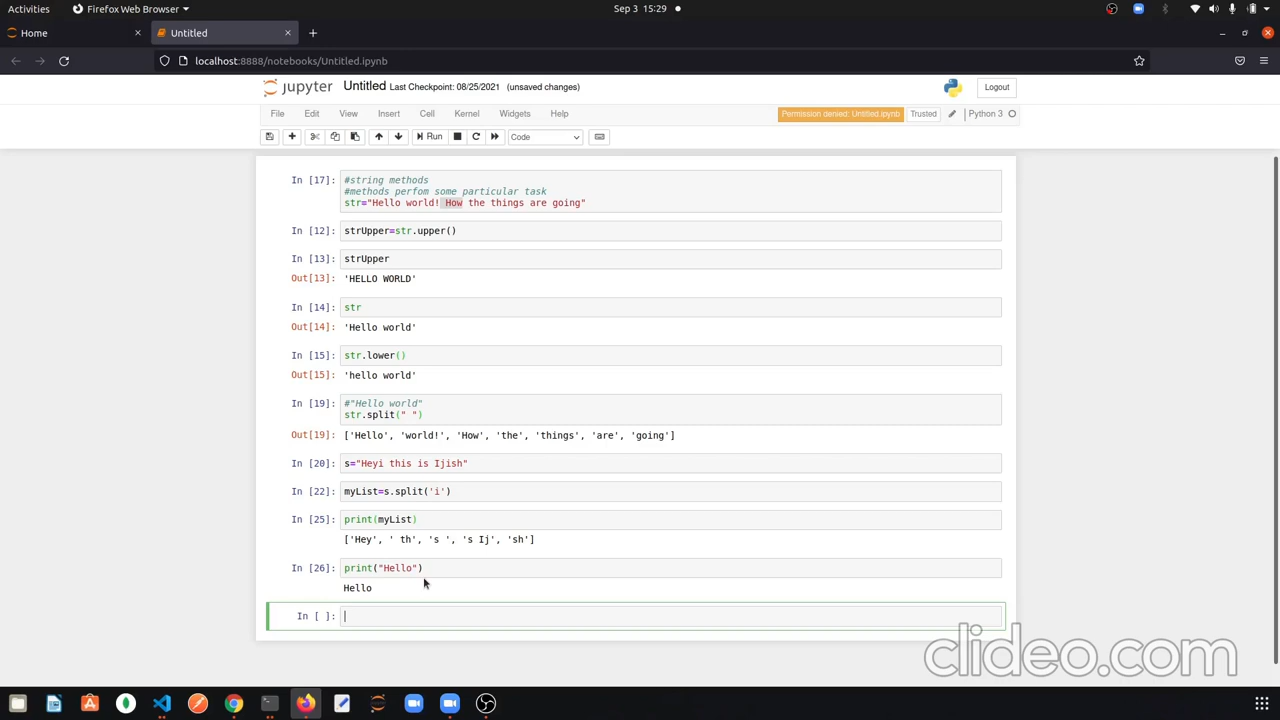 Activities
Firefox Web Browser
Sep 3 15:29
Home
Untitled
localhost:8888/notebooks/Untitled.ipynb
jupyter Untitled Last Checkpoint: 08/25/2021 (unsaved changes)
Logout
File Edit View Insert Cell Kernel Widgets Help
Permission denied: Untitled.ipynb
Trusted
Python 3
Run
Code
In [17]: #string methods
#methods perfom some particular task
str="Hello world! How the things are going"
In [12]: strUpper=str.upper()
In [13]: strUpper
Out[13]: 'HELLO WORLD'
In [14]: str
Out[14]: 'Hello world'
In [15]: str.lower()
Out[15]: 'hello world'
In [19]: #"Hello world"
str.split(" ")
Out[19]: ['Hello', 'world!', 'How', 'the', 'things', 'are', 'going']
In [20]: s="Heyi this is Ijish"
In [22]: myList=s.split('i')
In [25]: print(myList)
['Hey', ' th', 's ', 's Ij', 'sh']
In [26]: print("Hello")
Hello
In [ ]:
clideo.com